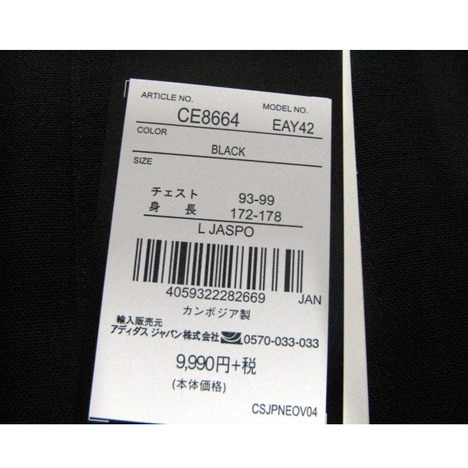 ARTICLE NO. MODEL NO.
CE8664 EAY42
COLOR
BLACK
SIZE
チェスト 93-99
身長 172-178
L JASPO
4059322282669 JAN
カンボジア製
輸入販売元
アディダス ジャパン株式会社 0570-033-033
9,990円+税
(本体価格)
CSJPNEOV04